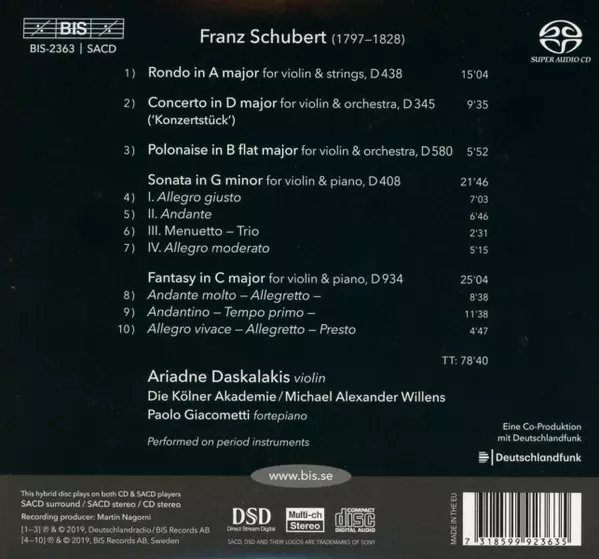 BIS
BIS-2363 | SACD
Franz Schubert (1797–1828)
SUPER AUDIO CD
1) Rondo in A major for violin & strings, D 438 15'04
2) Concerto in D major for violin & orchestra, D 345 9'35
('Konzertstück')
3) Polonaise in B flat major for violin & orchestra, D 580 5'52
Sonata in G minor for violin & piano, D 408 21'46
4) I. Allegro giusto 7'03
5) II. Andante 6'46
6) III. Menuetto – Trio 2'31
7) IV. Allegro moderato 5'15
Fantasy in C major for violin & piano, D 934 25'04
8) Andante molto – Allegretto – 8'38
9) Andantino – Tempo primo – 11'38
10) Allegro vivace – Allegretto – Presto 4'47
TT: 78'40
Ariadne Daskalakis violin
Die Kölner Akademie / Michael Alexander Willens
Paolo Giacometti fortepiano
Performed on period instruments
Eine Co-Produktion
mit Deutschlandfunk
Deutschlandfunk
www.bis.se
This hybrid disc plays on both CD & SACD players
SACD surround / SACD stereo / CD stereo
Recording producer: Martin Nagorni
[1–3] ℗ & © 2019, Deutschlandradio / BIS Records AB
[4–10] ℗ & © 2019, BIS Records AB, Sweden
DSD
Direct Stream Digital
Multi-ch
Stereo
COMPACT
disc
DIGITAL AUDIO
SACD, DSD AND THEIR LOGOS ARE TRADEMARKS OF SONY
MADE IN THE EU
7 318599 923635